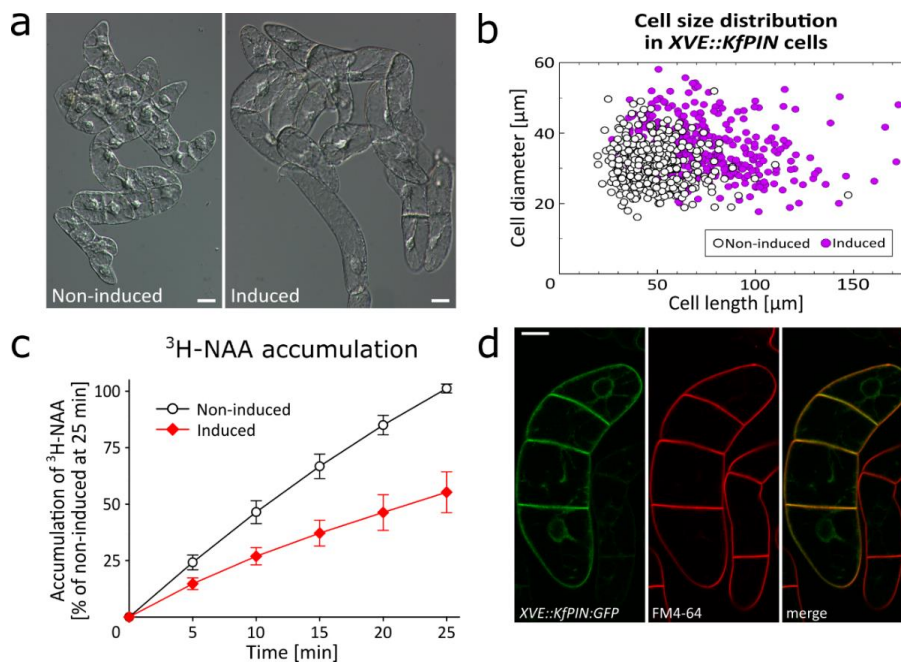 a
Non-induced
Induced
b
Cell size distribution
in XVE::KfPIN cells
Cell diameter [µm]
60
40
20
0
Non-induced
Induced
50
100
150
Cell length [µm]
c
³H-NAA accumulation
Accumulation of ³H-NAA
[% of non-induced at 25 min]
100
75
50
25
Non-induced
Induced
0
5
10
15
20
25
Time [min]
d
XVE::KfPIN:GFP
FM4-64
merge